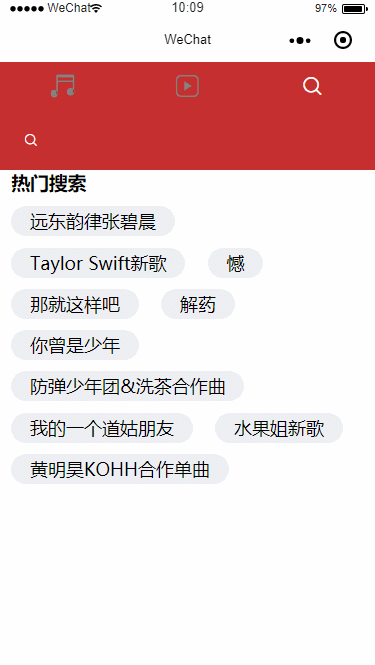 WeChat 10:09 97%
WeChat
热门搜索
远东韵律张碧晨
Taylor Swift新歌 憾
那就这样吧 解药
你曾是少年
防弹少年团&洗茶合作曲
我的一个道姑朋友 水果姐新歌
黄明昊KOHH合作单曲